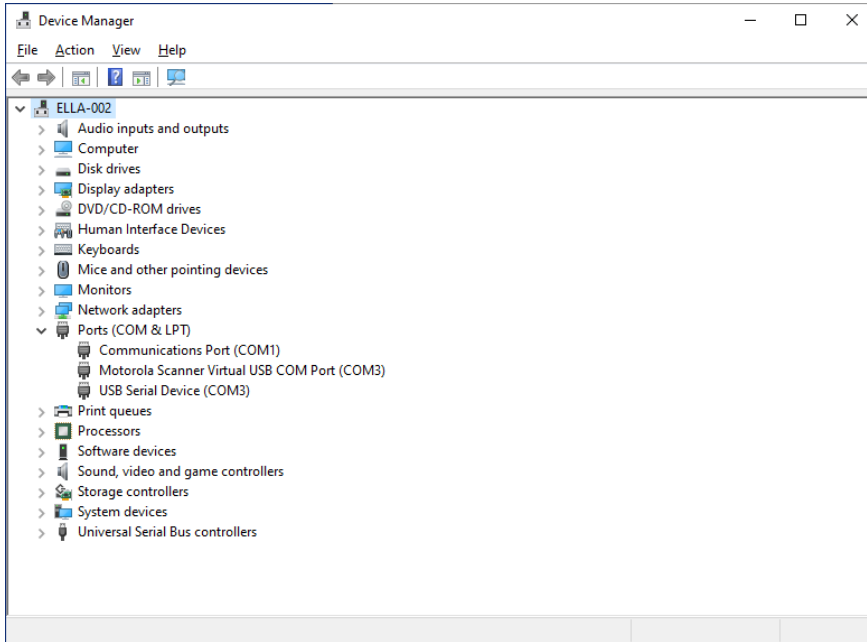 Device Manager
File Action View Help
ELLA-002
Audio inputs and outputs
Computer
Disk drives
Display adapters
DVD/CD-ROM drives
Human Interface Devices
Keyboards
Mice and other pointing devices
Monitors
Network adapters
Ports (COM & LPT)
Communications Port (COM1)
Motorola Scanner Virtual USB COM Port (COM3)
USB Serial Device (COM3)
Print queues
Processors
Software devices
Sound, video and game controllers
Storage controllers
System devices
Universal Serial Bus controllers